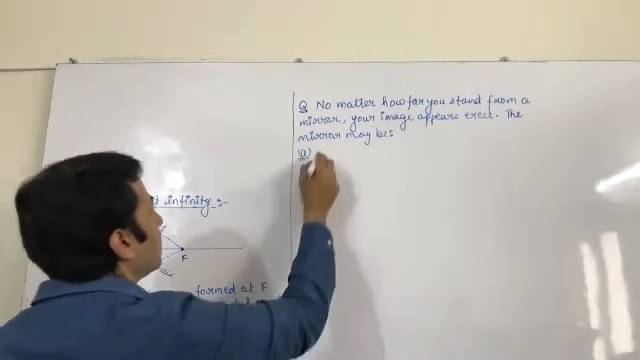 Q. No matter how far you stand from a
mirror, your image appears erect. The
mirror may be:
(a)
t infinity :-
F
formed at F